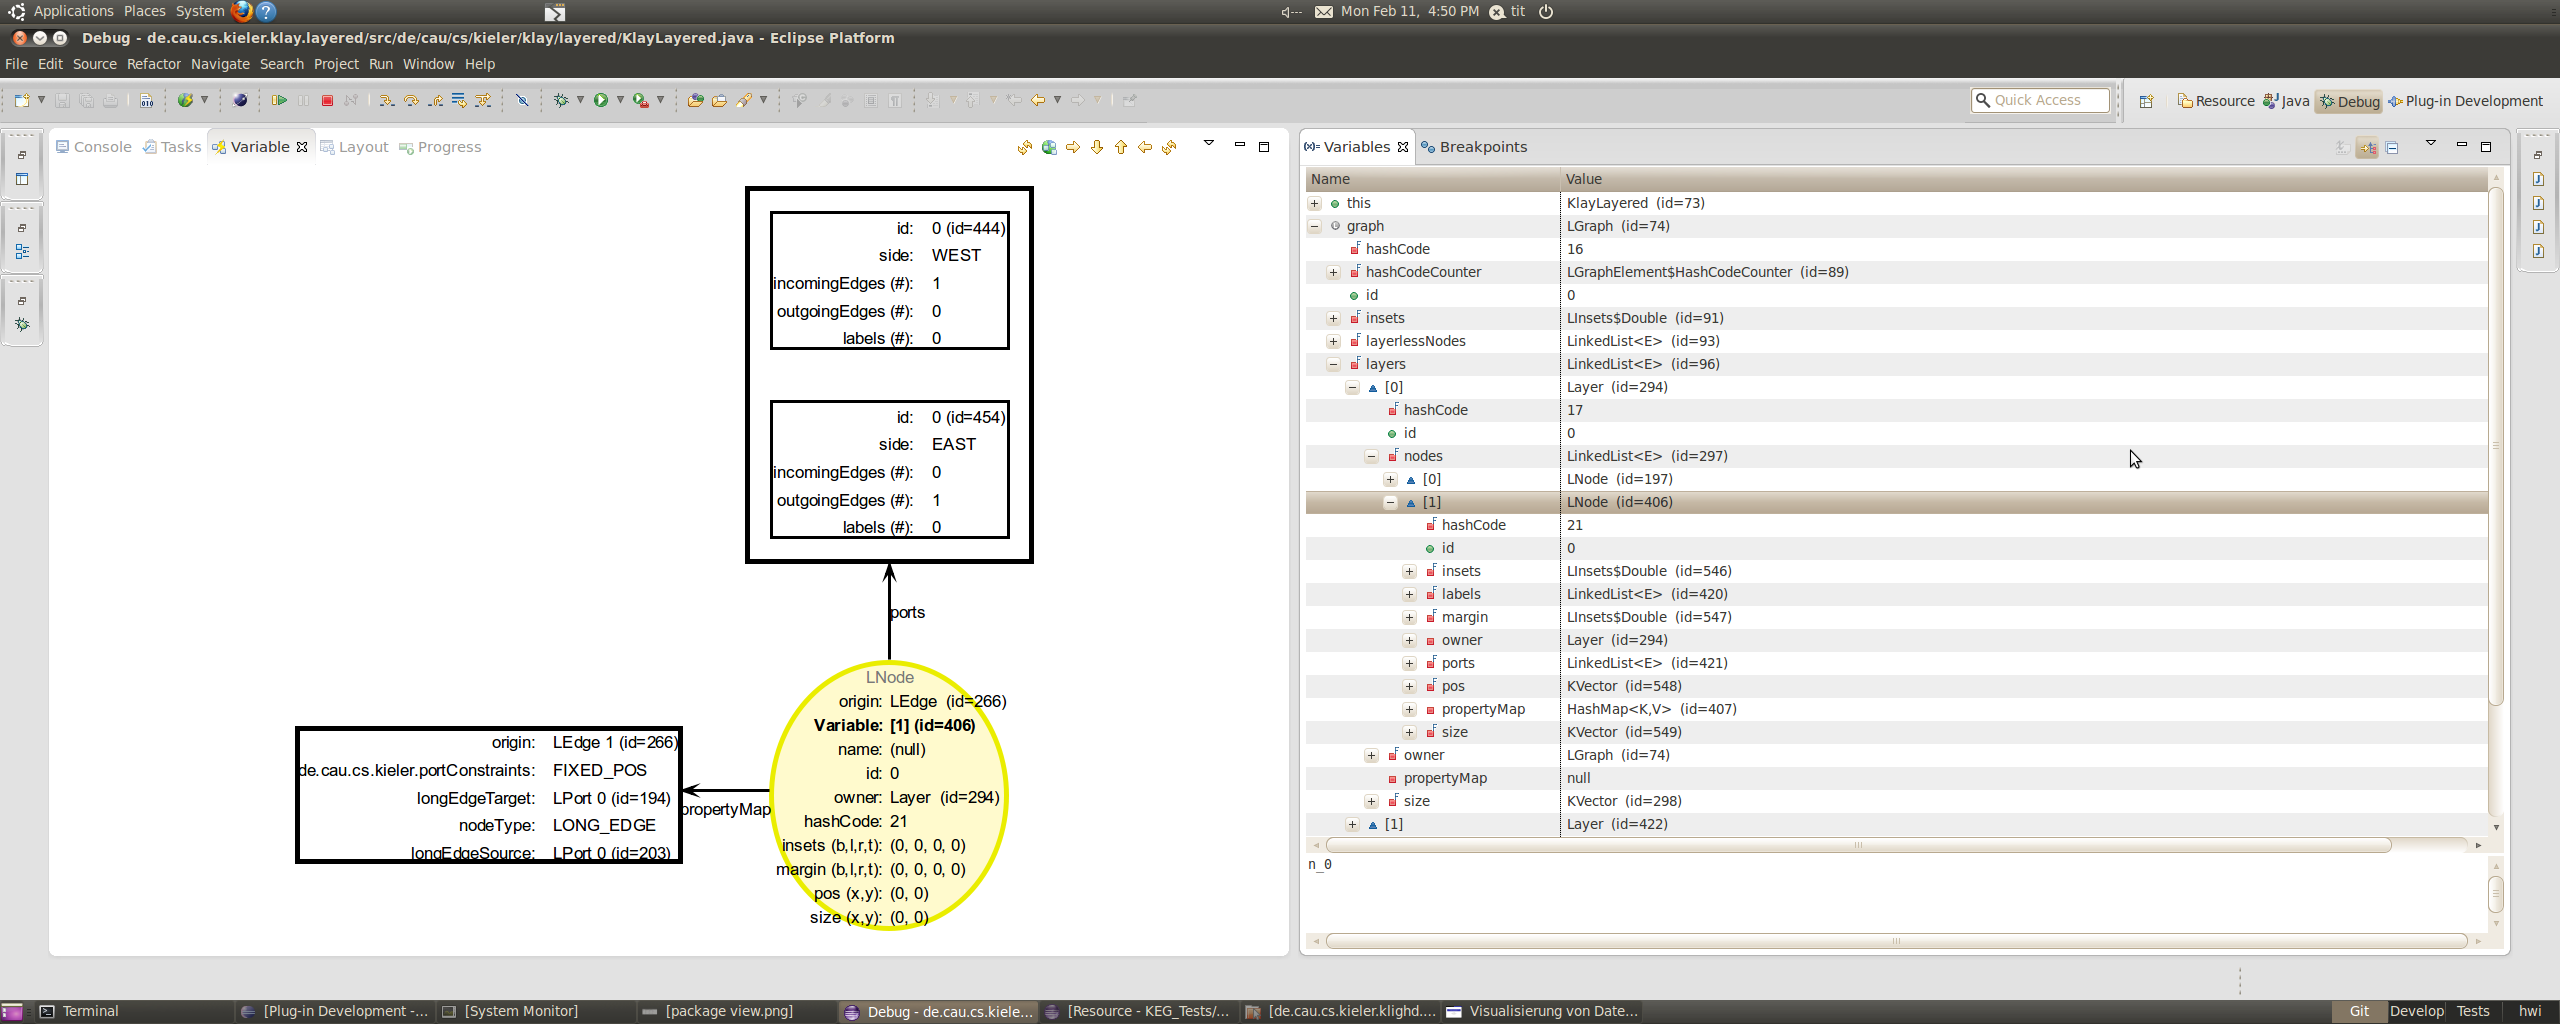 Applications Places System
Mon Feb 11, 4:50 PM tit
Debug - de.cau.cs.kieler.klay.layered/src/de/cau/cs/kieler/klay/layered/KlayLayered.java - Eclipse Platform
File Edit Source Refactor Navigate Search Project Run Window Help
Quick Access
Resource Java Debug Plug-in Development
Console Tasks Variable Layout Progress
id: 0 (id=444)
side: WEST
incomingEdges (#): 1
outgoingEdges (#): 0
labels (#): 0
id: 0 (id=454)
side: EAST
incomingEdges (#): 0
outgoingEdges (#): 1
labels (#): 0
ports
LNode
origin: LEdge (id=266)
Variable: [1] (id=406)
name: (null)
id: 0
owner: Layer (id=294)
hashCode: 21
insets (b,l,r,t): (0, 0, 0, 0)
margin (b,l,r,t): (0, 0, 0, 0)
pos (x,y): (0, 0)
size (x,y): (0, 0)
propertyMap
origin: LEdge 1 (id=266)
de.cau.cs.kieler.portConstraints: FIXED_POS
longEdgeTarget: LPort 0 (id=194)
nodeType: LONG_EDGE
longEdgeSource: LPort 0 (id=203)
(x)= Variables Breakpoints
Name Value
this KlayLayered (id=73)
graph LGraph (id=74)
hashCode 16
hashCodeCounter LGraphElement$HashCodeCounter (id=89)
id 0
insets LInsets$Double (id=91)
layerlessNodes LinkedList<E> (id=93)
layers LinkedList<E> (id=96)
[0] Layer (id=294)
hashCode 17
id 0
nodes LinkedList<E> (id=297)
[0] LNode (id=197)
[1] LNode (id=406)
hashCode 21
id 0
insets LInsets$Double (id=546)
labels LinkedList<E> (id=420)
margin LInsets$Double (id=547)
owner Layer (id=294)
ports LinkedList<E> (id=421)
pos KVector (id=548)
propertyMap HashMap<K,V> (id=407)
size KVector (id=549)
owner LGraph (id=74)
propertyMap null
size KVector (id=298)
[1] Layer (id=422)
n_0
Terminal [Plug-in Development -... [System Monitor] [package view.png] Debug - de.cau.cs.kiele... [Resource - KEG_Tests/... [de.cau.cs.kieler.klighd.... Visualisierung von Date...
Git Develop Tests hwi